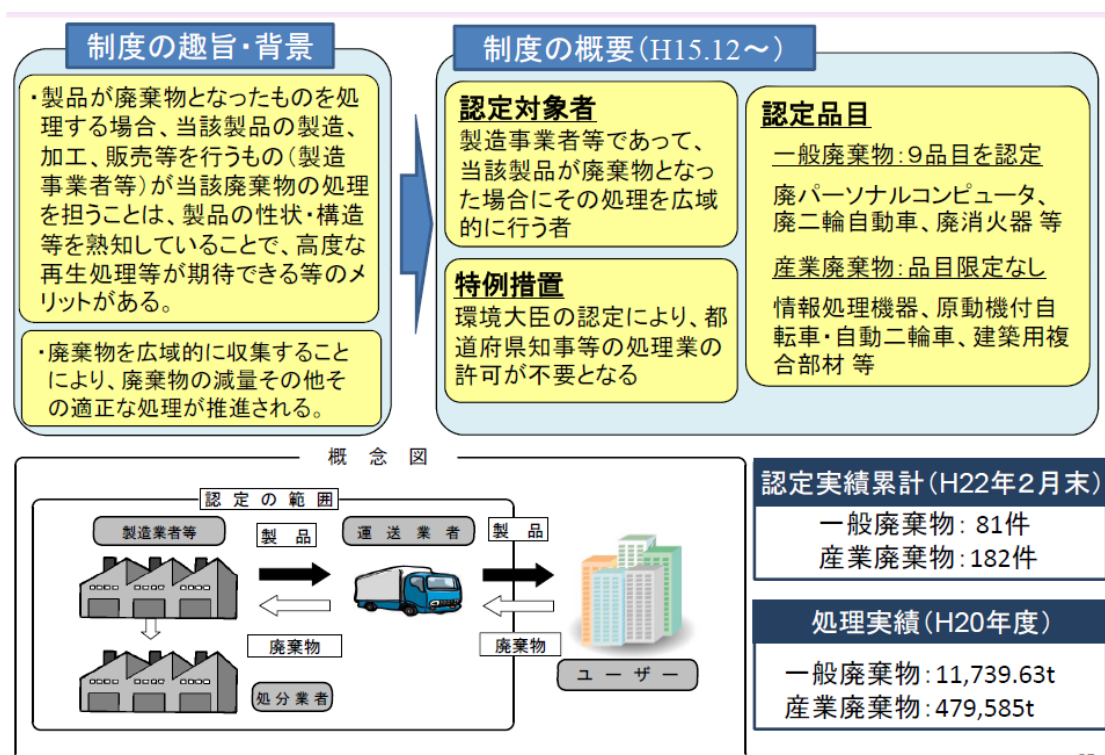 制度の趣旨・背景
・製品が廃棄物となったものを処
理する場合、当該製品の製造、
加工、販売等を行うもの(製造
事業者等)が当該廃棄物の処理
を担うことは、製品の性状・構造
等を熟知していることで、高度な
再生処理等が期待できる等のメ
リットがある。
・廃棄物を広域的に収集すること
により、廃棄物の減量その他そ
の適正な処理が推進される。
制度の概要(H15.12～)
認定対象者
製造事業者等であって、
当該製品が廃棄物となっ
た場合にその処理を広域
的に行う者
特例措置
環境大臣の認定により、都
道府県知事等の処理業の
許可が不要となる
認定品目
一般廃棄物:9品目を認定
廃パーソナルコンピュータ、
廃二輪自動車、廃消火器 等
産業廃棄物:品目限定なし
情報処理機器、原動機付自
転車・自動二輪車、建築用複
合部材 等
概念図
認定の範囲
製造業者等
製品
運送業者
製品
廃棄物
廃棄物
処分業者
ユーザー
認定実績累計(H22年2月末)
一般廃棄物: 81件
産業廃棄物:182件
処理実績(H20年度)
一般廃棄物:11,739.63t
産業廃棄物:479,585t